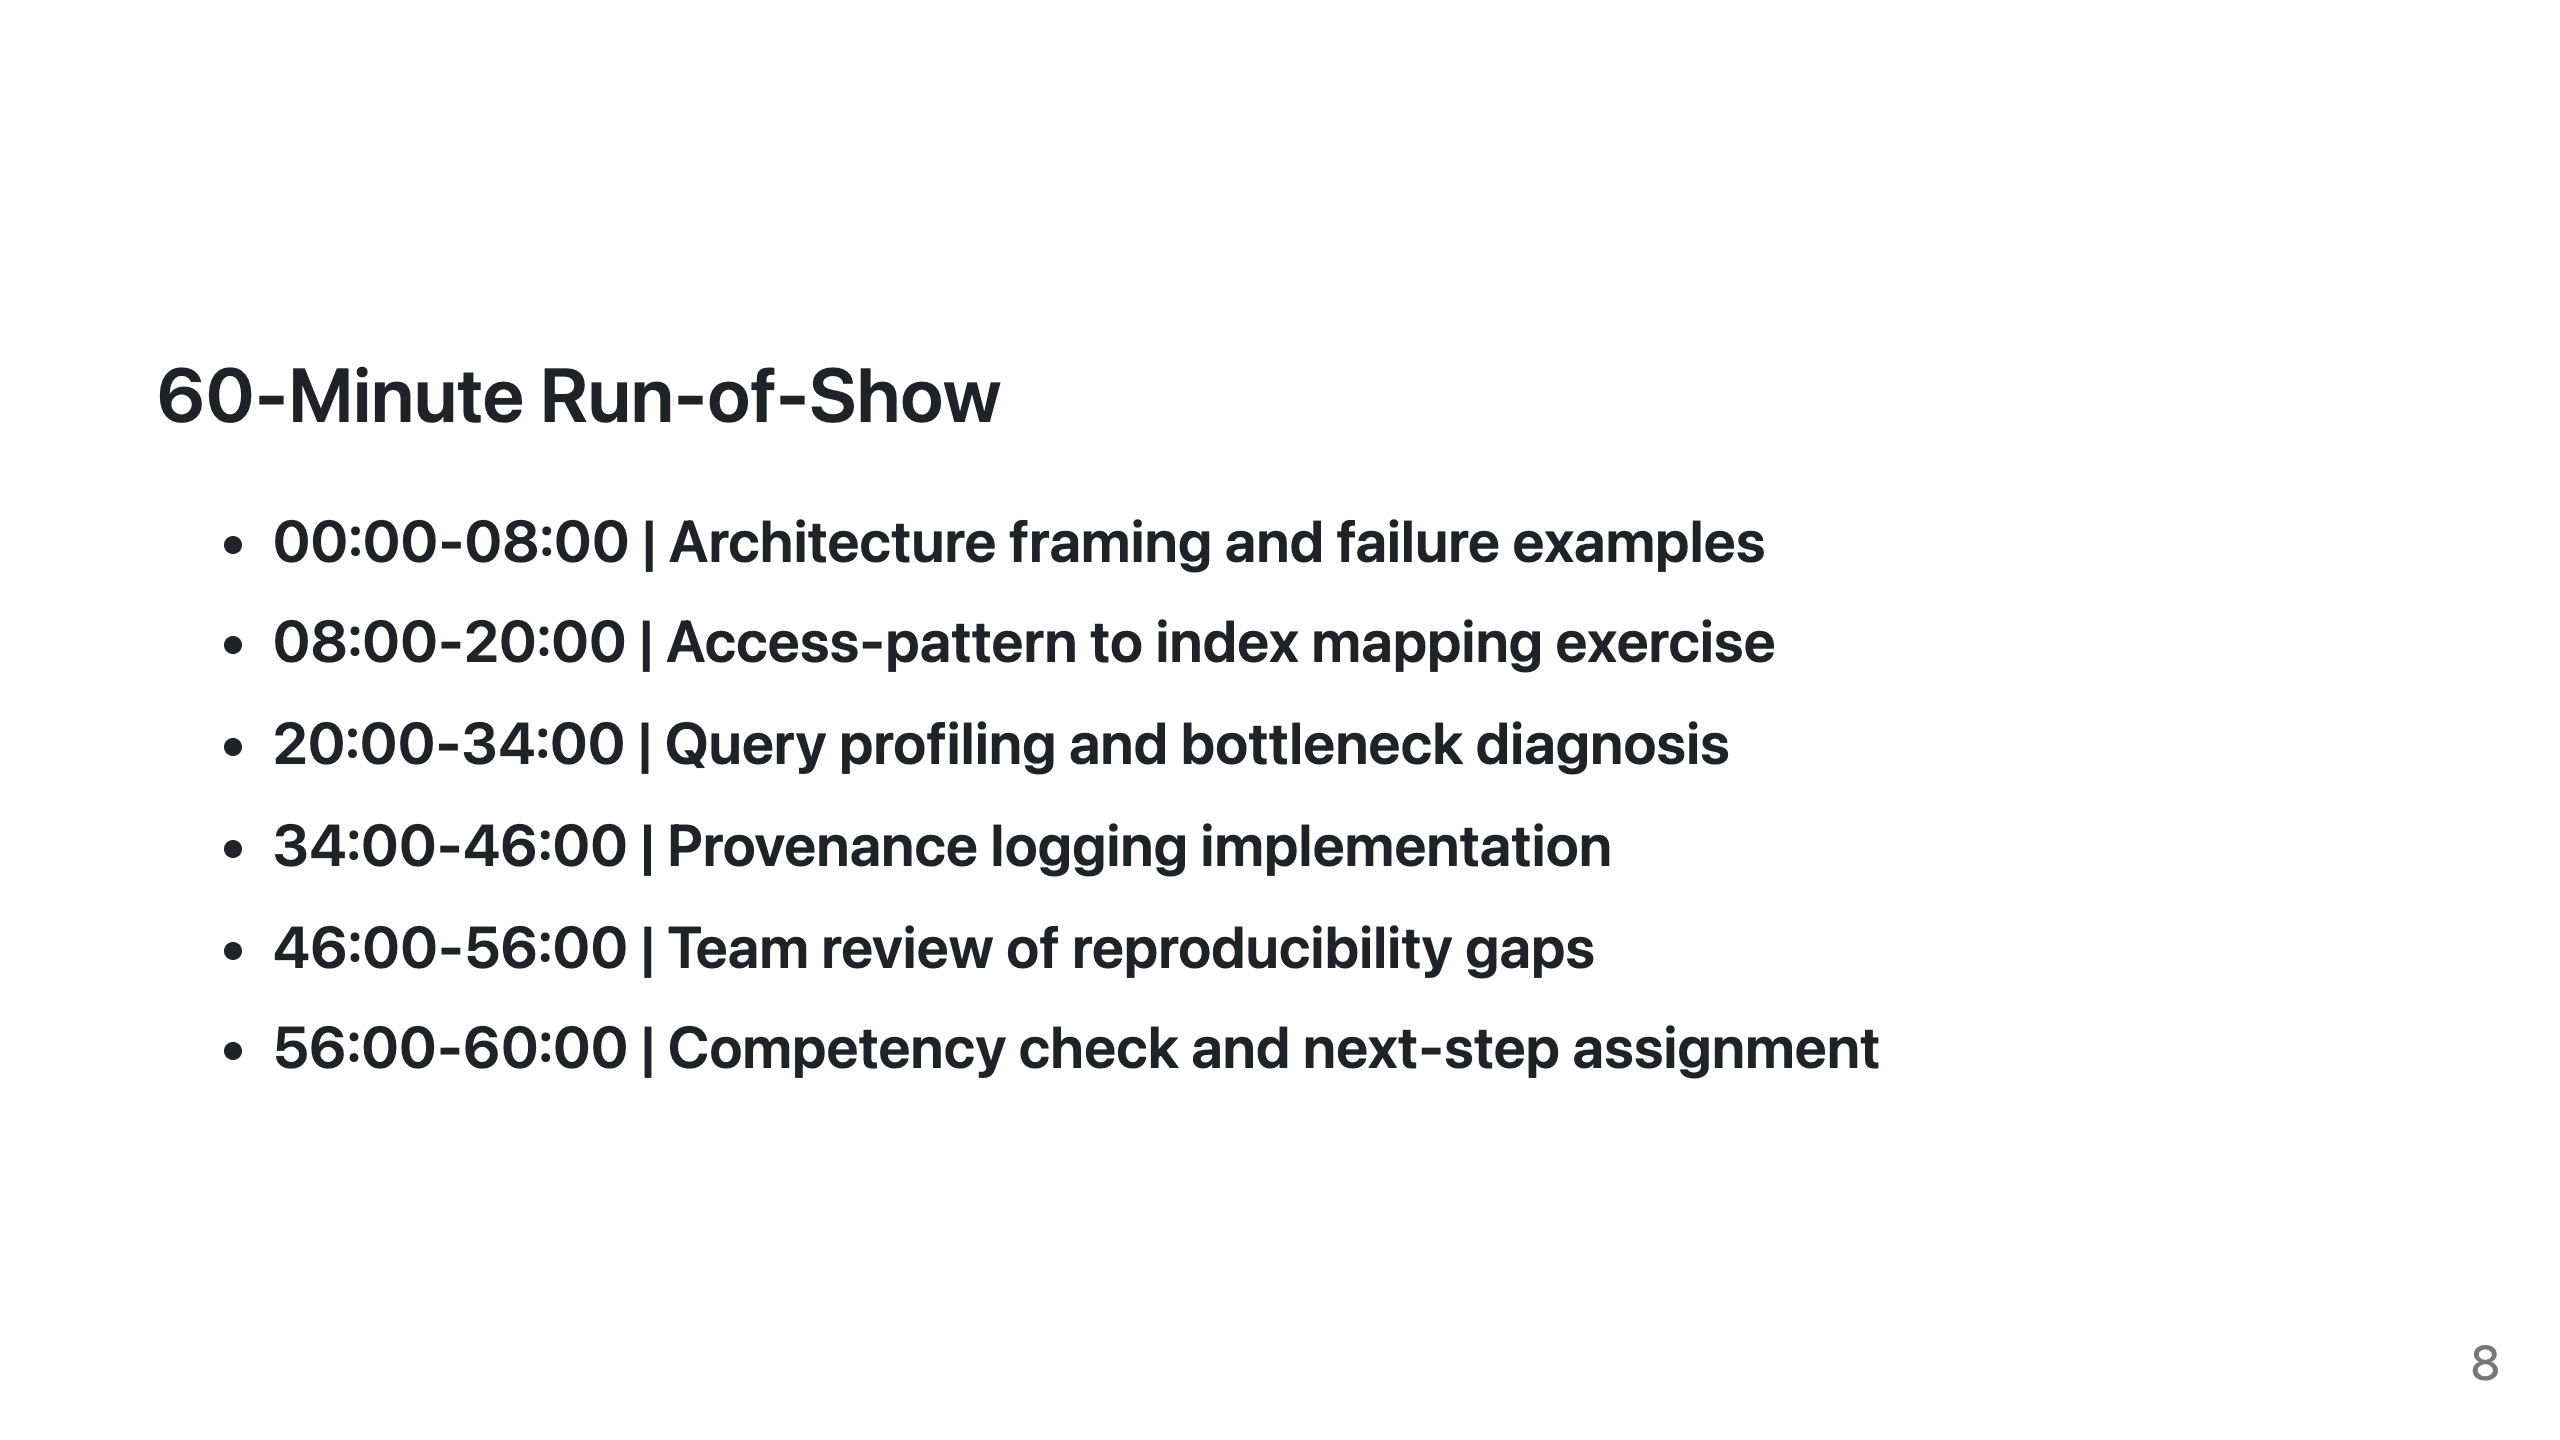 60-Minute Run-of-Show
• 00:00-08:00 | Architecture framing and failure examples
• 08:00-20:00 | Access-pattern to index mapping exercise
• 20:00-34:00 | Query profiling and bottleneck diagnosis
• 34:00-46:00 | Provenance logging implementation
• 46:00-56:00 | Team review of reproducibility gaps
• 56:00-60:00 | Competency check and next-step assignment
8